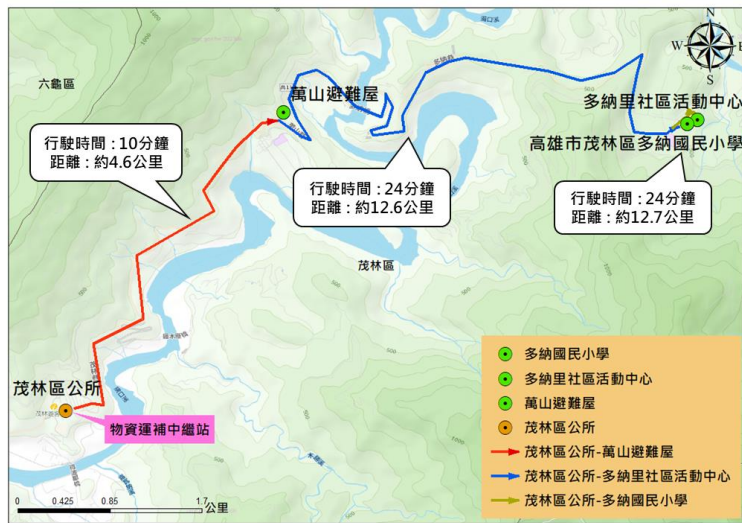 N
W
E
S
六龜區
萬山避難屋
多納里社區活動中心
高雄市茂林區多納國民小學
行駛時間：10分鐘
距離：約4.6公里
行駛時間：24分鐘
距離：約12.6公里
行駛時間：24分鐘
距離：約12.7公里
茂林區
茂林區公所
物資運補中繼站
多納國民小學
多納里社區活動中心
萬山避難屋
茂林區公所
茂林區公所-萬山避難屋
茂林區公所-多納里社區活動中心
茂林區公所-多納國民小學
0 0.425 0.85 1.7
公里